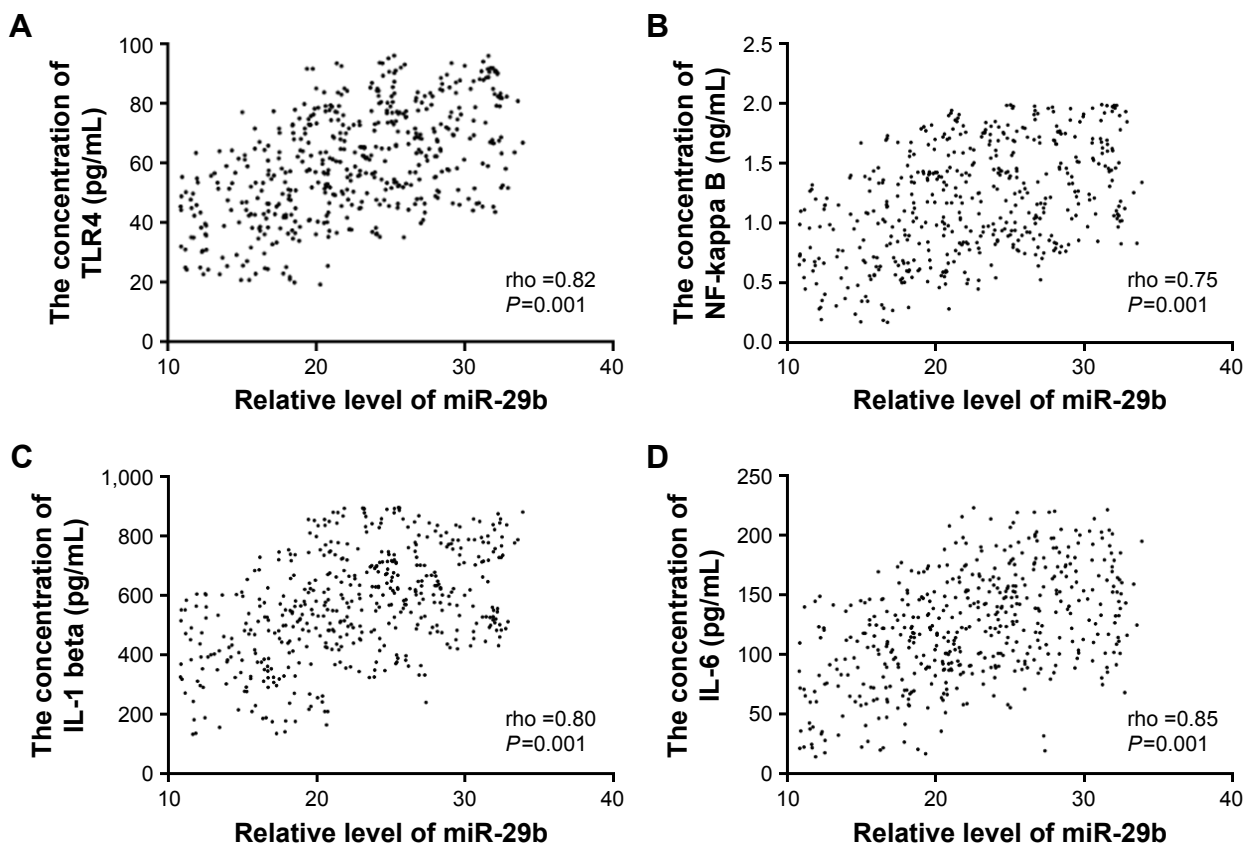 A
The concentration of
TLR4 (pg/mL)
100
80
60
40
20
0
10
20
30
40
rho =0.82
P=0.001
Relative level of miR-29b
B
The concentration of
NF-kappa B (ng/mL)
2.5
2.0
1.5
1.0
0.5
0.0
10
20
30
40
rho =0.75
P=0.001
Relative level of miR-29b
C
The concentration of
IL-1 beta (pg/mL)
1,000
800
600
400
200
0
10
20
30
40
rho =0.80
P=0.001
Relative level of miR-29b
D
The concentration of
IL-6 (pg/mL)
250
200
150
100
50
0
10
20
30
40
rho =0.85
P=0.001
Relative level of miR-29b